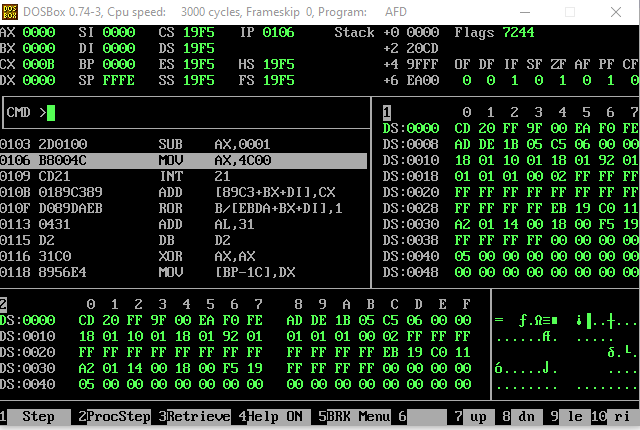 DOSBox 0.74-3, Cpu speed: 3000 cycles, Frameskip 0, Program: AFD
AX 0000 SI 0000 CS 19F5 IP 0106 Stack +0 0000 Flags 7244
BX 0000 DI 0000 DS 19F5 +2 20CD
CX 000B BP 0000 ES 19F5 HS 19F5 +4 9FFF OF DF IF SF ZF AF PF CF
DX 0000 SP FFFE SS 19F5 FS 19F5 +6 EA00 0 0 1 0 1 0 1 0
CMD >
1 0 1 2 3 4 5 6 7
DS:0000 CD 20 FF 9F 00 EA F0 FE
DS:0008 AD DE 1B 05 C5 06 00 00
0103 2D0100 SUB AX,0001 DS:0010 18 01 10 01 18 01 92 01
0106 B8004C MOV AX,4C00 DS:0018 01 01 01 00 02 FF FF FF
0109 CD21 INT 21 DS:0020 FF FF FF FF FF FF FF FF
010B 0189C389 ADD [89C3+BX+DI],CX DS:0028 FF FF FF FF EB 19 C0 11
010F D089DAEB ROR B/[EBDA+BX+DI],1 DS:0030 A2 01 14 00 18 00 F5 19
0113 0431 ADD AL,31 DS:0038 FF FF FF FF 00 00 00 00
0115 D2 DB D2 DS:0040 05 00 00 00 00 00 00 00
0116 31C0 XOR AX,AX DS:0048 00 00 00 00 00 00 00 00
0118 8956E4 MOV [BP-1C],DX
2 0 1 2 3 4 5 6 7 8 9 A B C D E F
DS:0000 CD 20 FF 9F 00 EA F0 FE AD DE 1B 05 C5 06 00 00
DS:0010 18 01 10 01 18 01 92 01 01 01 01 00 02 FF FF FF
DS:0020 FF FF FF FF FF FF FF FF FF FF FF FF EB 19 C0 11
DS:0030 A2 01 14 00 18 00 F5 19 FF FF FF FF 00 00 00 00
DS:0040 05 00 00 00 00 00 00 00 00 00 00 00 00 00 00 00
1 Step 2 ProcStep 3 Retrieve 4 Help ON 5 BRK Menu 6 7 up 8 dn 9 le 10 ri